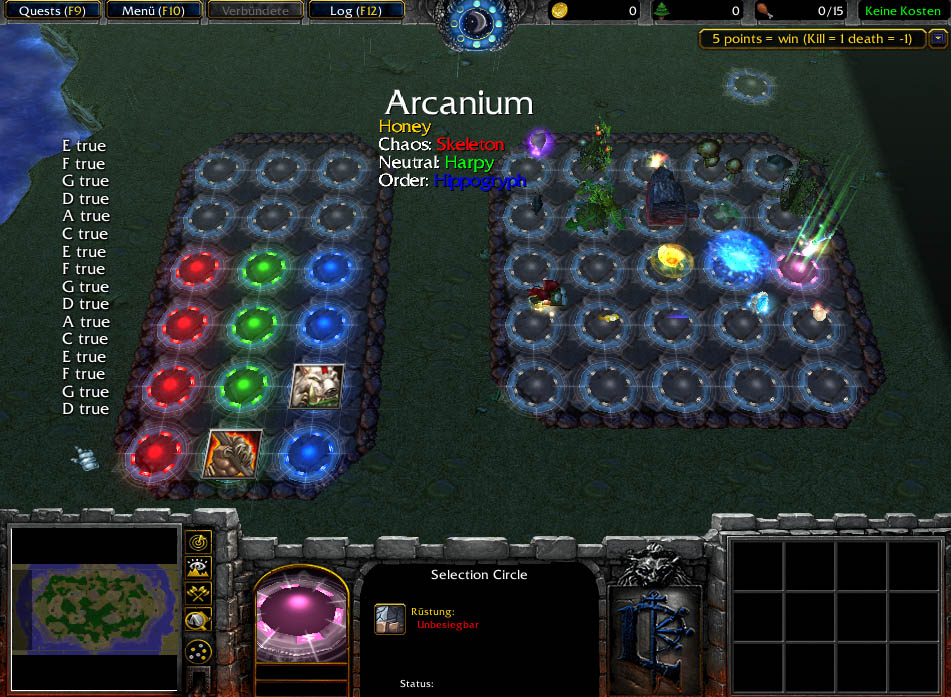 Quests (F9)
Menü (F10)
Verbündete
Log (F12)
0
0
0/15
Keine Kosten
5 points = win (Kill = 1 death = -1)
Arcanium
Honey
Chaos: Skeleton
Neutral: Harpy
Order: Hippogryph
E true
F true
G true
D true
A true
C true
E true
F true
G true
D true
A true
C true
E true
F true
G true
D true
Selection Circle
Rüstung:
Unbesiegbar
Status: